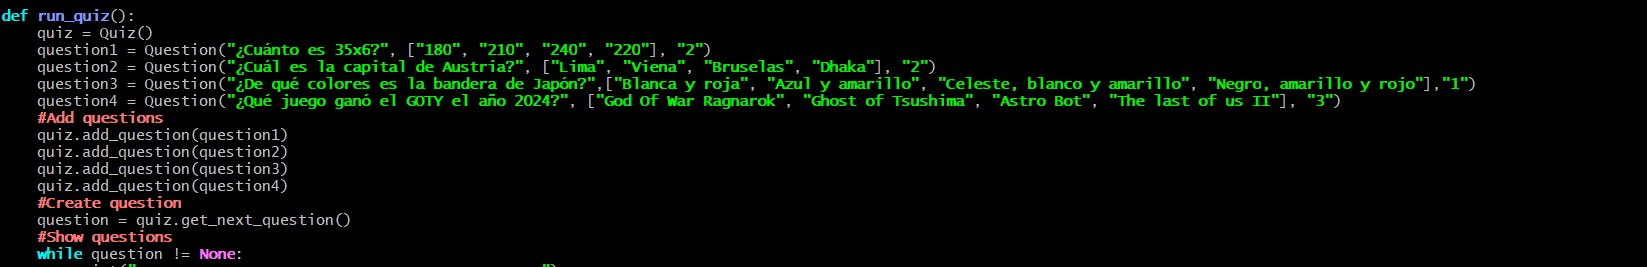 def run_quiz():
    quiz = Quiz()
    question1 = Question("¿Cuánto es 35x6?", ["180", "210", "240", "220"], "2")
    question2 = Question("¿Cuál es la capital de Austria?", ["Lima", "Viena", "Bruselas", "Dhaka"], "2")
    question3 = Question("¿De qué colores es la bandera de Japón?",["Blanca y roja", "Azul y amarillo", "Celeste, blanco y amarillo", "Negro, amarillo y rojo"],"1")
    question4 = Question("¿Qué juego ganó el GOTY el año 2024?", ["God Of War Ragnarok", "Ghost of Tsushima", "Astro Bot", "The last of us II"], "3")
    #Add questions
    quiz.add_question(question1)
    quiz.add_question(question2)
    quiz.add_question(question3)
    quiz.add_question(question4)
    #Create question
    question = quiz.get_next_question()
    #Show questions
    while question != None: